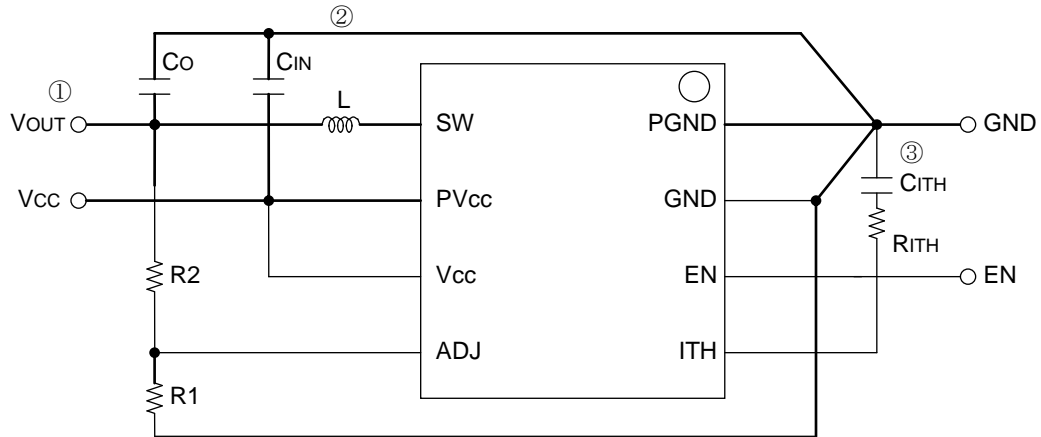 ②
CO
CIN
①
L
VOUT
SW
PGND
GND
③
CITH
VCC
PVCC
GND
RITH
R2
VCC
EN
EN
ADJ
ITH
R1